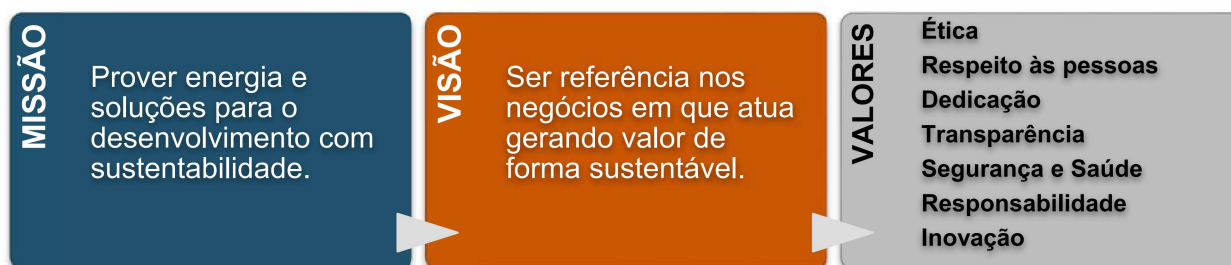 MISSÃO
Prover energia e
soluções para o
desenvolvimento com
sustentabilidade.
VISÃO
Ser referência nos
negócios em que atua
gerando valor de
forma sustentável.
VALORES
Ética
Respeito às pessoas
Dedicação
Transparência
Segurança e Saúde
Responsabilidade
Inovação